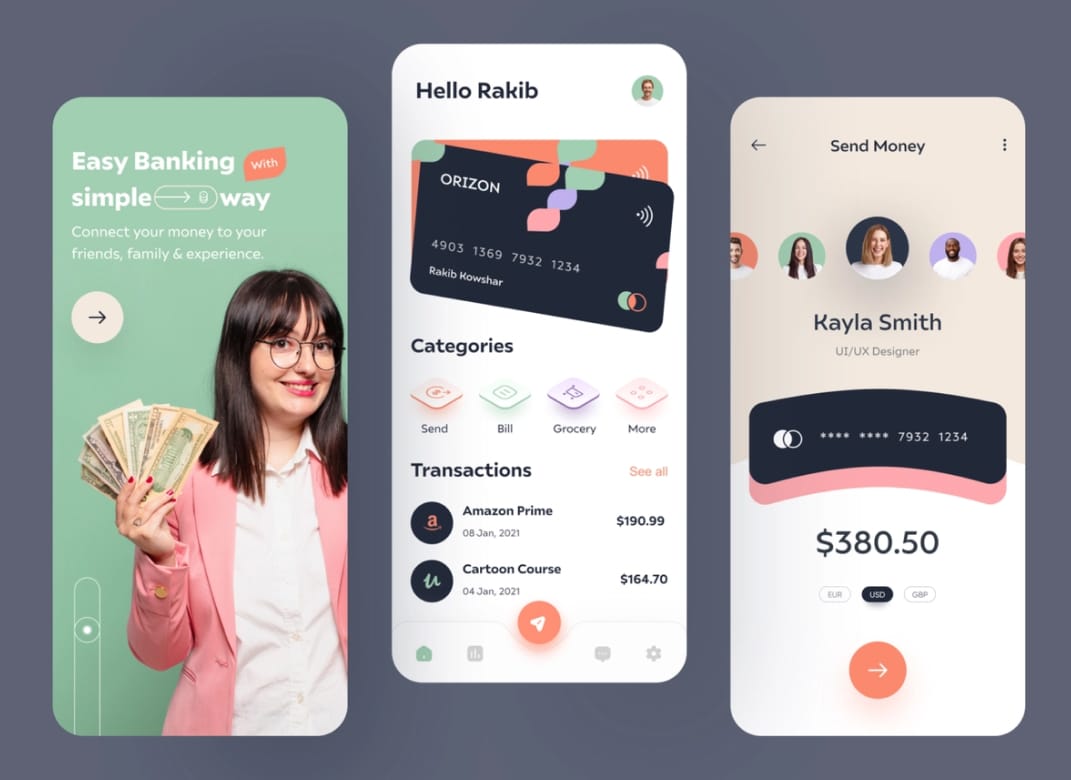 Easy Banking With
simple way
Connect your money to your
friends, family & experience.
Hello Rakib
ORIZON
4903 1369 7932 1234
Rakib Kowshar
Categories
Send Bill Grocery More
Transactions See all
Amazon Prime
$190.99
08 Jan, 2021
Cartoon Course
$164.70
04 Jan, 2021
Send Money
Kayla Smith
UI/UX Designer
**** **** 7932 1234
$380.50
EUR USD GBP